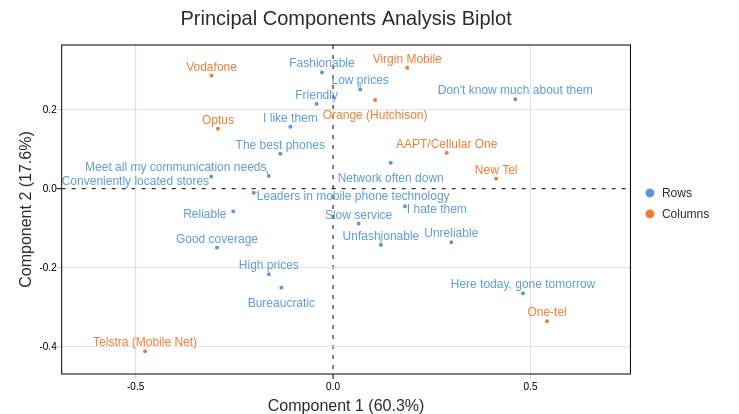 Principal Components Analysis Biplot
Vodafone
Fashionable
Virgin Mobile
Low prices
Don't know much about them
Friendly
0.2
Optus
I like them
Orange (Hutchison)
The best phones
AAPT/Cellular One
Meet all my communication needs
New Tel
Conveniently located stores
Network often down
0.0
Leaders in mobile phone technology
Rows
Reliable
Slow service
I hate them
Columns
Good coverage
Unfashionable
Unreliable
High prices
-0.2
Here today, gone tomorrow
Bureaucratic
One-tel
Telstra (Mobile Net)
-0.4
-0.5
0.0
0.5
Component 1 (60.3%)
Component 2 (17.6%)